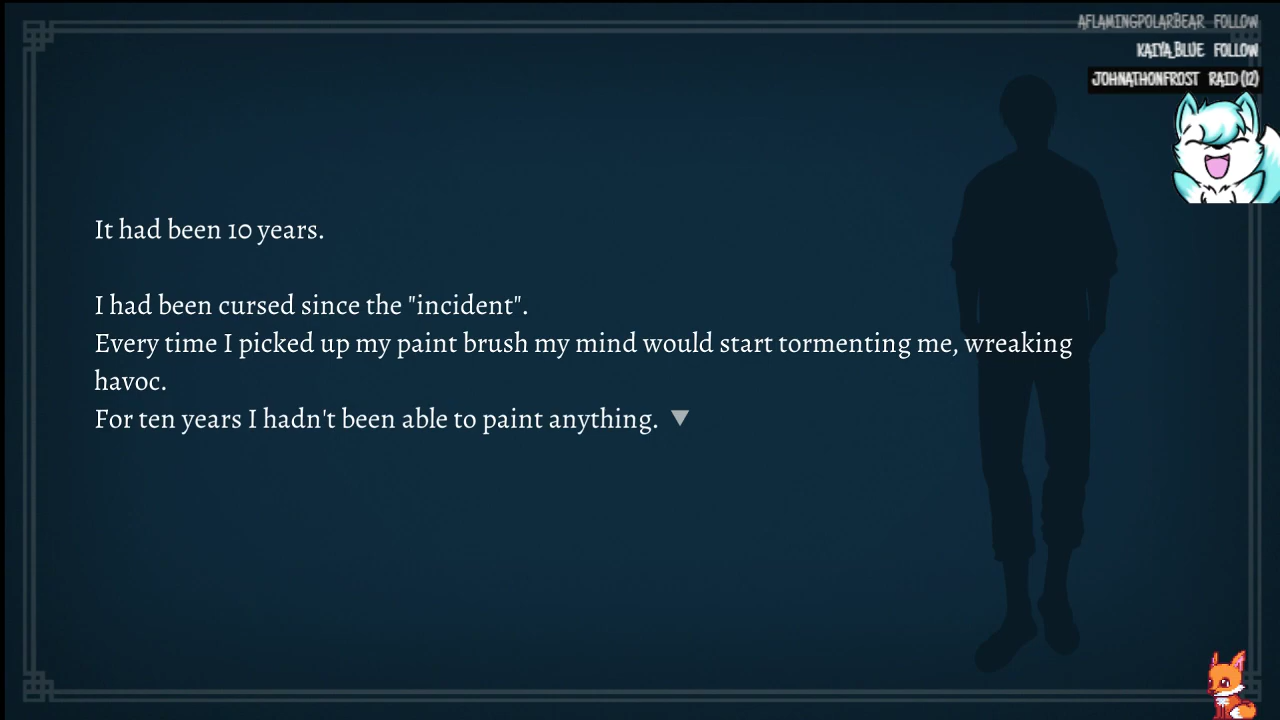 AFLAMINGPOLARBEAR FOLLOW
KAIYA_BLUE FOLLOW
JOHNATHONFROST RAID (12)
It had been 10 years.
I had been cursed since the "incident".
Every time I picked up my paint brush my mind would start tormenting me, wreaking
havoc.
For ten years I hadn't been able to paint anything.